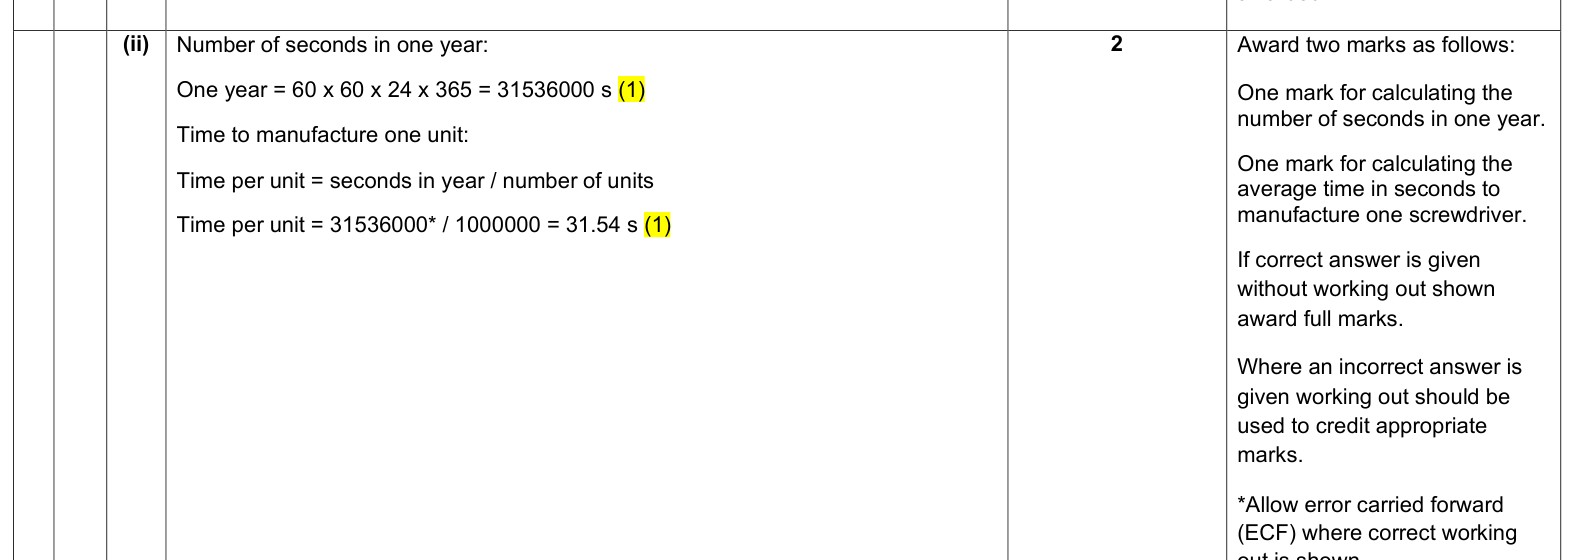 (ii)
Number of seconds in one year:
One year = 60 x 60 x 24 x 365 = 31536000 s (1)
Time to manufacture one unit:
Time per unit = seconds in year / number of units
Time per unit = 31536000* / 1000000 = 31.54 s (1)
2
Award two marks as follows:
One mark for calculating the
number of seconds in one year.
One mark for calculating the
average time in seconds to
manufacture one screwdriver.
If correct answer is given
without working out shown
award full marks.
Where an incorrect answer is
given working out should be
used to credit appropriate
marks.
*Allow error carried forward
(ECF) where correct working
out is shown